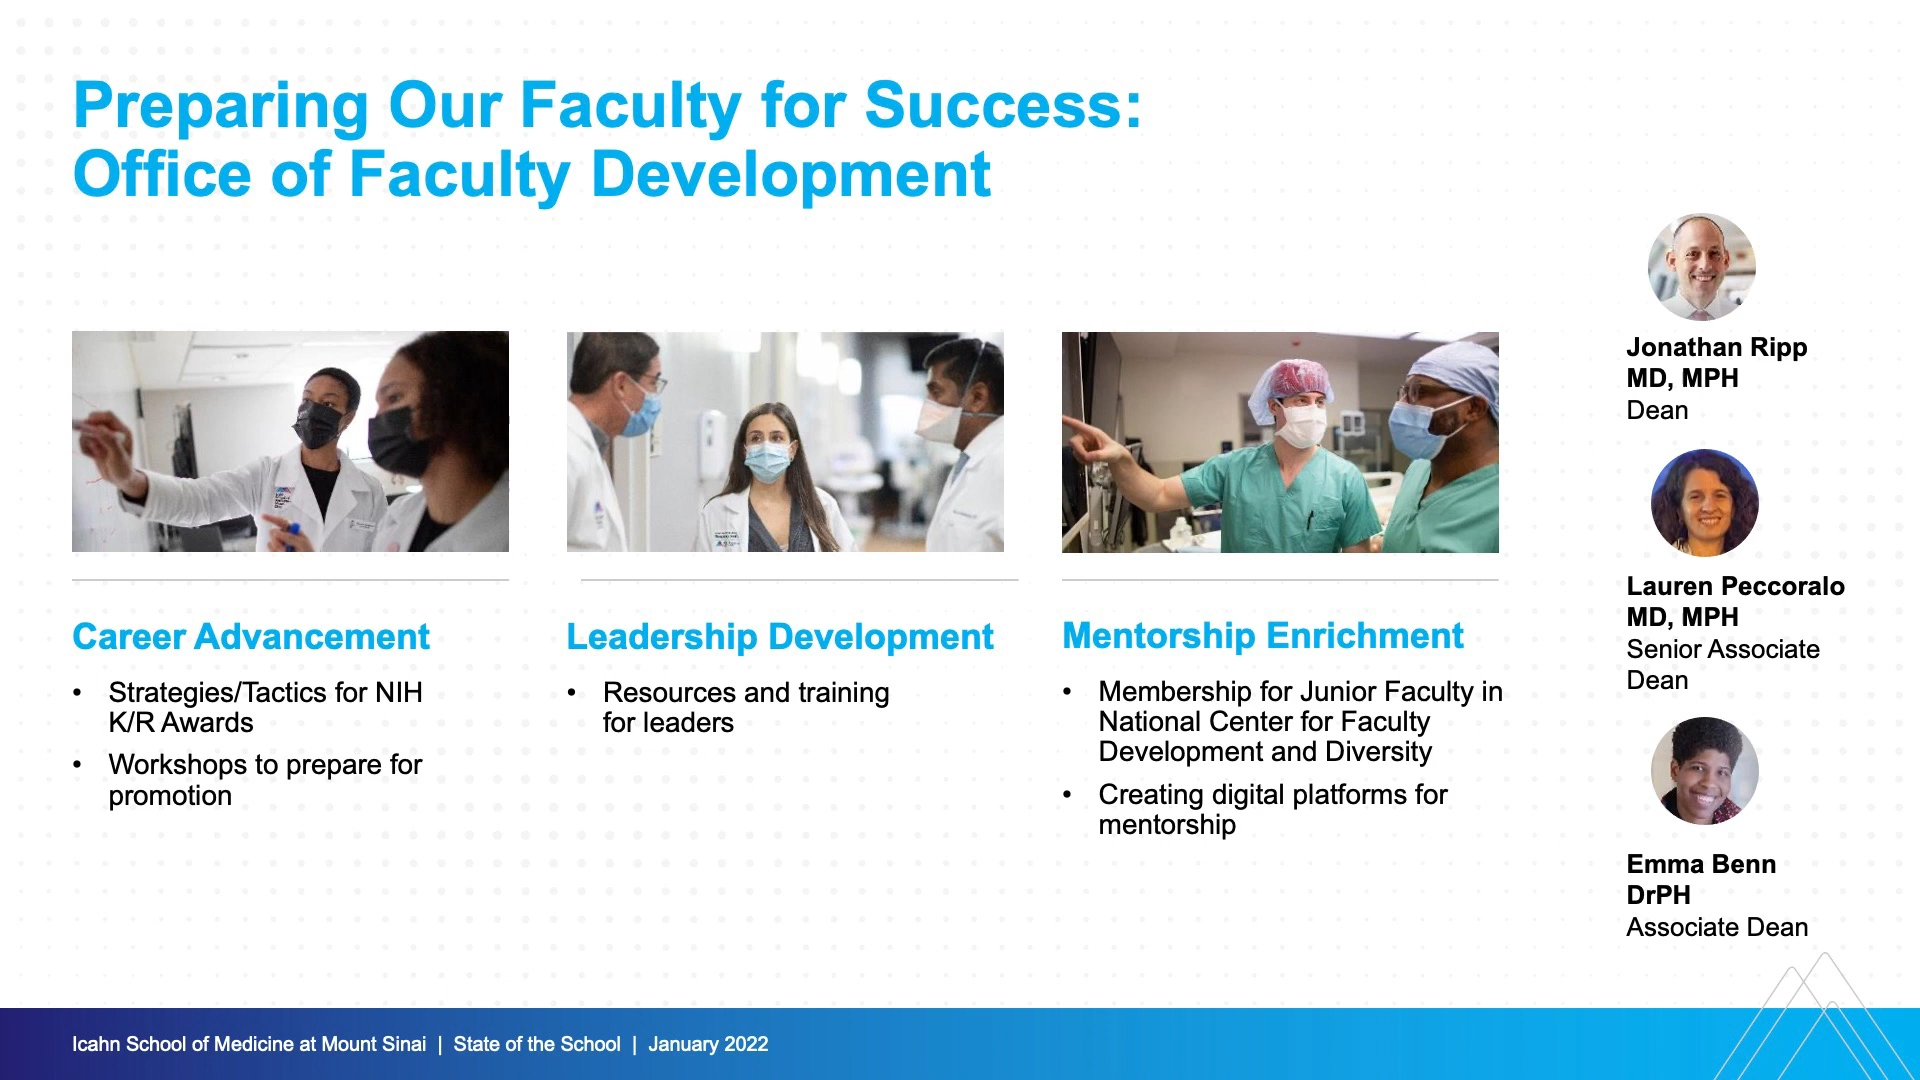 Preparing Our Faculty for Success:
Office of Faculty Development
Career Advancement
• Strategies/Tactics for NIH
K/R Awards
• Workshops to prepare for
promotion
Leadership Development
• Resources and training
for leaders
Mentorship Enrichment
• Membership for Junior Faculty in
National Center for Faculty
Development and Diversity
• Creating digital platforms for
mentorship
Jonathan Ripp
MD, MPH
Dean
Lauren Peccoralo
MD, MPH
Senior Associate
Dean
Emma Benn
DrPH
Associate Dean
Icahn School of Medicine at Mount Sinai | State of the School | January 2022